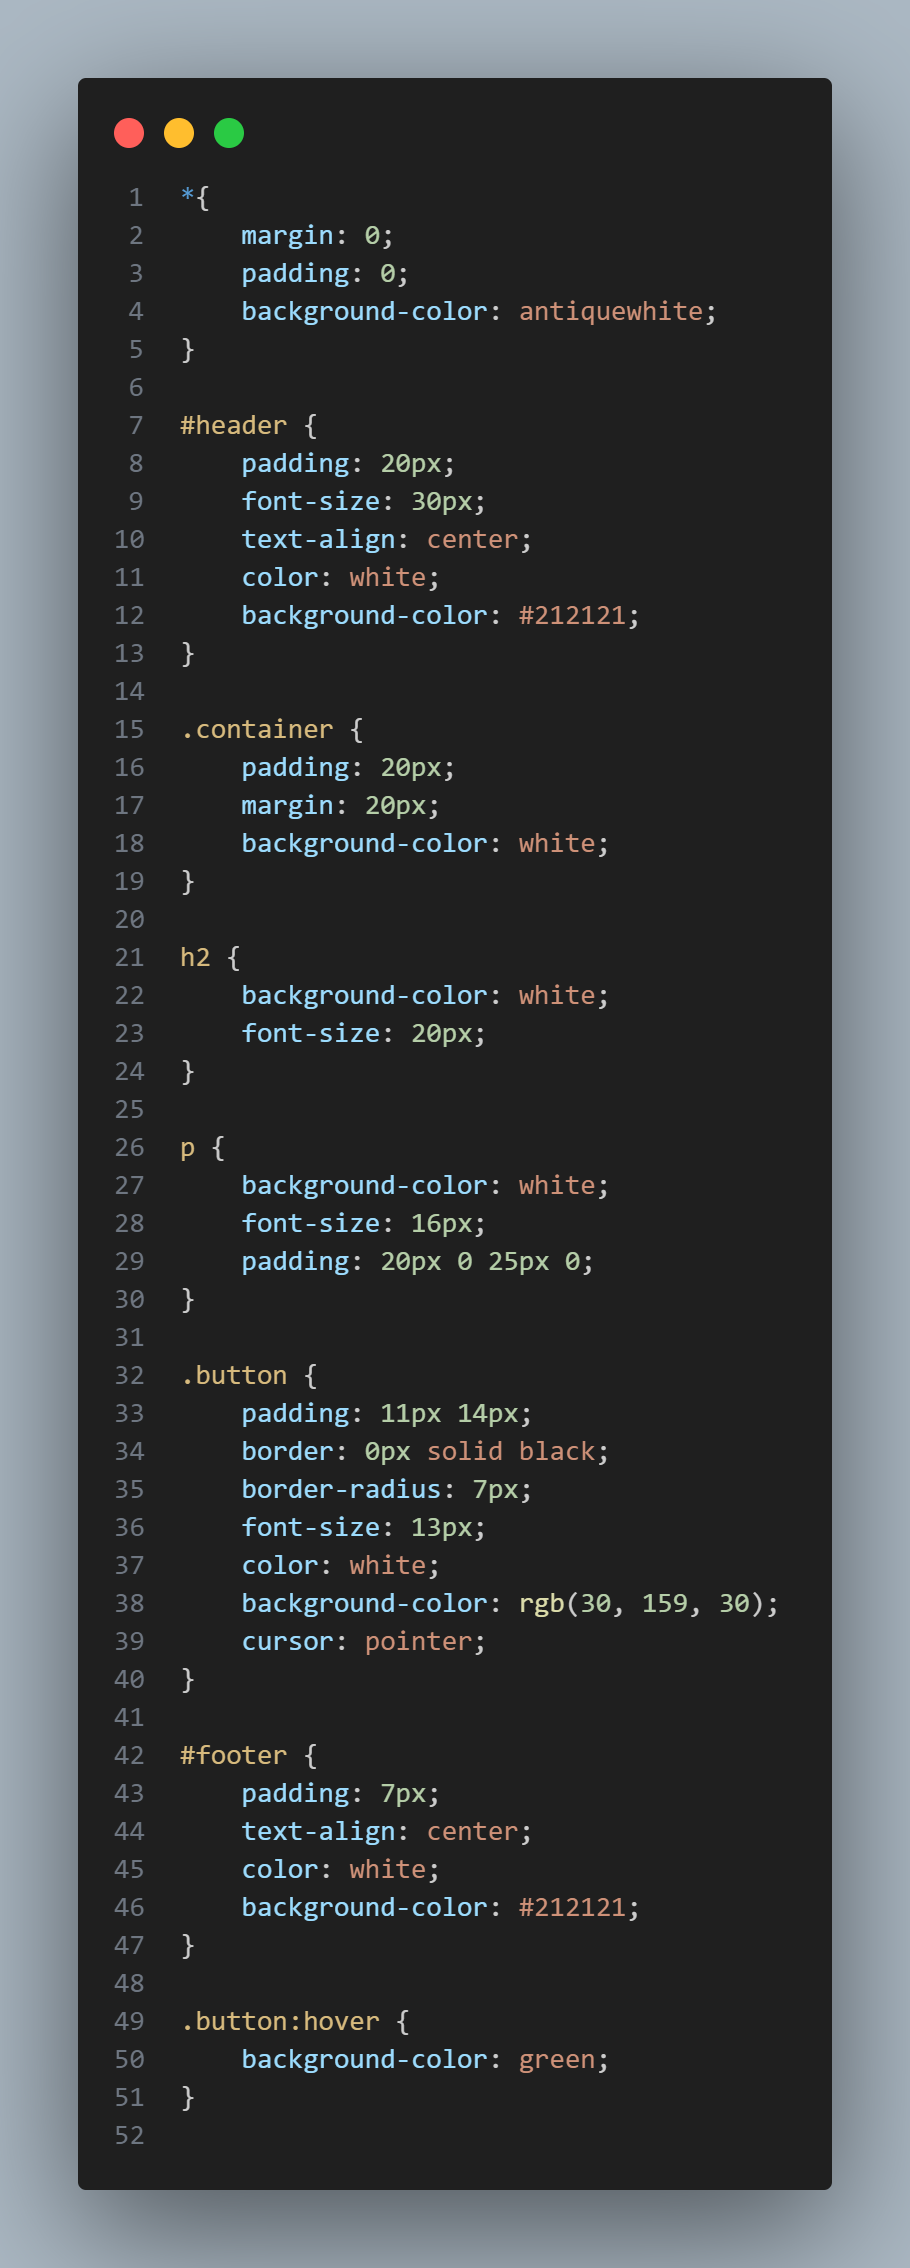 1 *{
2     margin: 0;
3     padding: 0;
4     background-color: antiquewhite;
5 }
6
7 #header {
8     padding: 20px;
9     font-size: 30px;
10     text-align: center;
11     color: white;
12     background-color: #212121;
13 }
14
15 .container {
16     padding: 20px;
17     margin: 20px;
18     background-color: white;
19 }
20
21 h2 {
22     background-color: white;
23     font-size: 20px;
24 }
25
26 p {
27     background-color: white;
28     font-size: 16px;
29     padding: 20px 0 25px 0;
30 }
31
32 .button {
33     padding: 11px 14px;
34     border: 0px solid black;
35     border-radius: 7px;
36     font-size: 13px;
37     color: white;
38     background-color: rgb(30, 159, 30);
39     cursor: pointer;
40 }
41
42 #footer {
43     padding: 7px;
44     text-align: center;
45     color: white;
46     background-color: #212121;
47 }
48
49 .button:hover {
50     background-color: green;
51 }
52